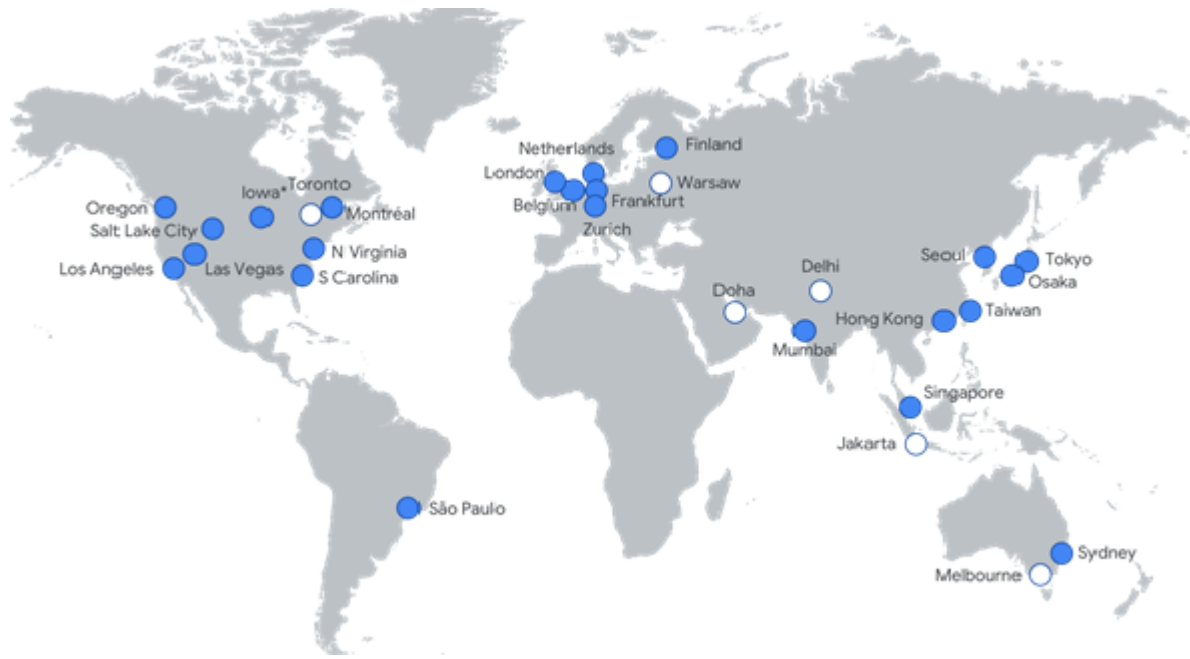 Netherlands
Finland
London
Warsaw
Belgium
Frankfurt
Zurich
Iowa*
Toronto
Oregon
Montréal
Salt Lake City
N Virginia
Los Angeles
Las Vegas
S Carolina
Seoul
Tokyo
Osaka
Delhi
Doha
Hong Kong
Taiwan
Mumbai
Singapore
Jakarta
São Paulo
Sydney
Melbourne